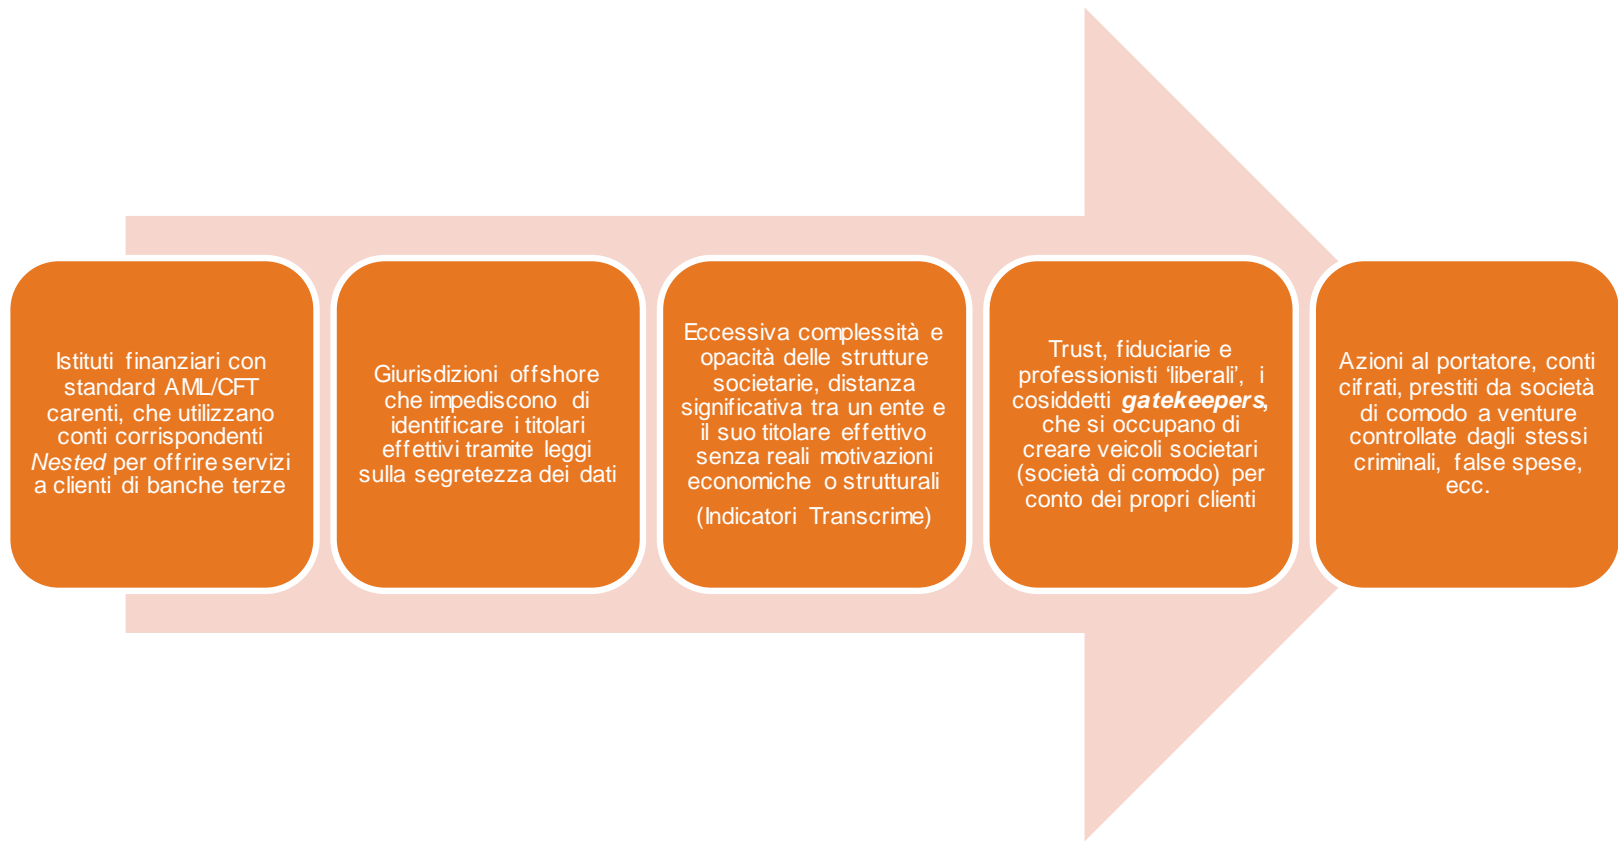 Istituti finanziari con
standard AML/CFT
carenti, che utilizzano
conti corrispondenti
Nested per offrire servizi
a clienti di banche terze
Giurisdizioni offshore
che impediscono di
identificare i titolari
effettivi tramite leggi
sulla segretezza dei dati
Eccessiva complessità e
opacità delle strutture
societarie, distanza
significativa tra un ente e
il suo titolare effettivo
senza reali motivazioni
economiche o strutturali
(Indicatori Transcrime)
Trust, fiduciarie e
professionisti ‘liberali’, i
cosiddetti gatekeepers,
che si occupano di
creare veicoli societari
(società di comodo) per
conto dei propri clienti
Azioni al portatore, conti
cifrati, prestiti da società
di comodo a venture
controllate dagli stessi
criminali, false spese,
ecc.